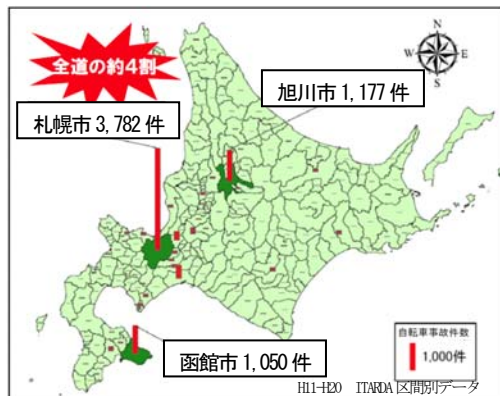 全道の約4割
N
W
E
S
旭川市 1,177 件
札幌市 3,782 件
函館市 1,050 件
自転車事故件数
1,000件
H11-H20 ITARDA 区間別データ